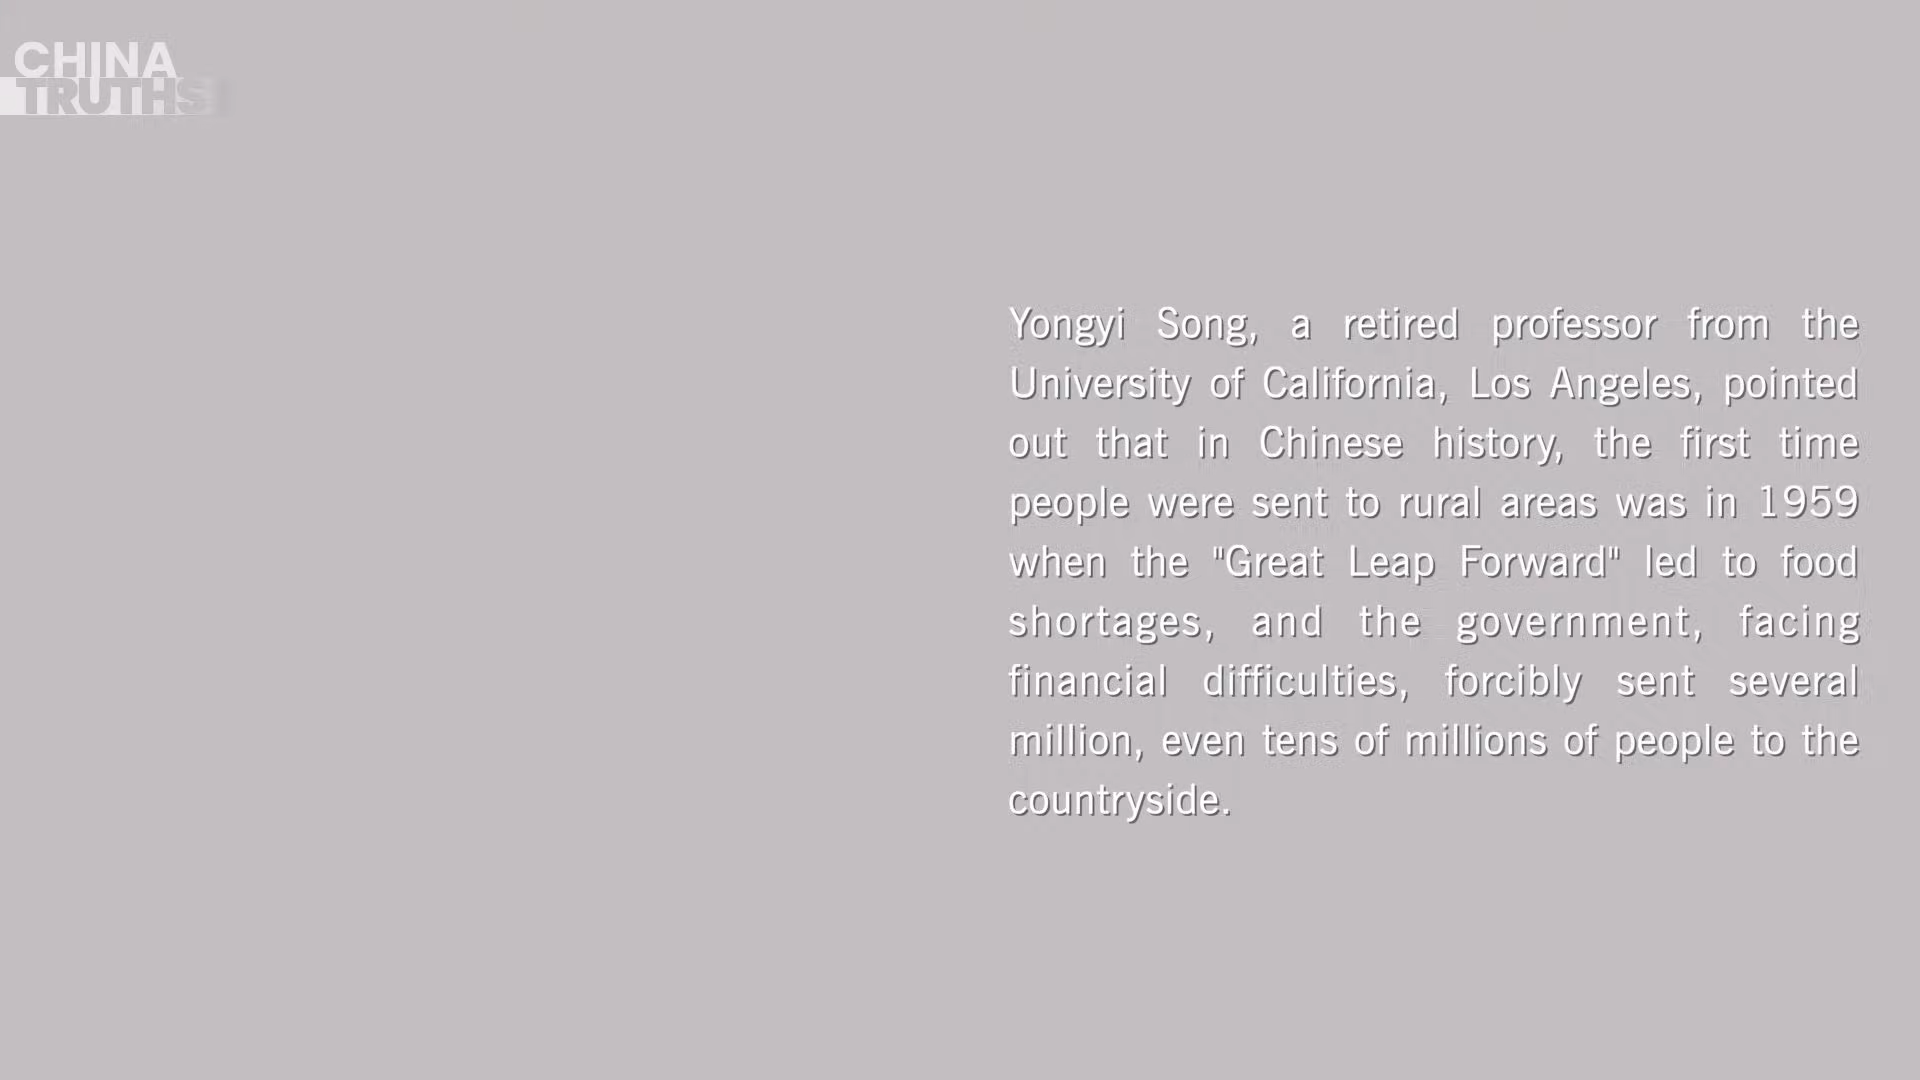 CHINA
TRUTHS
Yongyi Song, a retired professor from the
University of California, Los Angeles, pointed
out that in Chinese history, the first time
people were sent to rural areas was in 1959
when the "Great Leap Forward" led to food
shortages, and the government, facing
financial difficulties, forcibly sent several
million, even tens of millions of people to the
countryside.